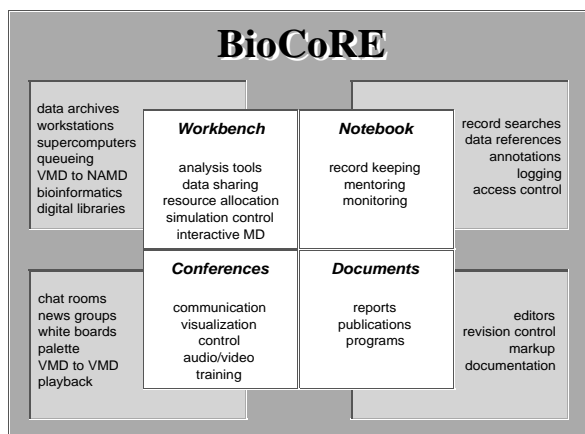 BioCoRE
data archives
workstations
supercomputers
queueing
VMD to NAMD
bioinformatics
digital libraries
Workbench
analysis tools
data sharing
resource allocation
simulation control
interactive MD
Notebook
record keeping
mentoring
monitoring
record searches
data references
annotations
logging
access control
chat rooms
news groups
white boards
palette
VMD to VMD
playback
Conferences
communication
visualization
control
audio/video
training
Documents
reports
publications
programs
editors
revision control
markup
documentation